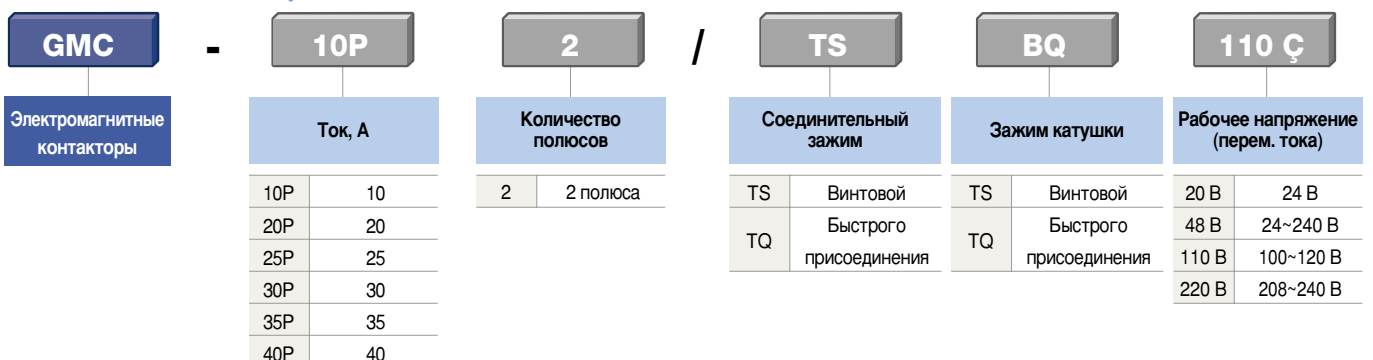 GMC - 10P 2 / TS BQ 110 Ç
Электромагнитные контакторы
Ток, А
Количество полюсов
Соединительный зажим
Зажим катушки
Рабочее напряжение (перем. тока)
10P 10
20P 20
25P 25
30P 30
35P 35
40P 40
2 2 полюса
TS Винтовой
TQ Быстрого присоединения
TS Винтовой
TQ Быстрого присоединения
20 В 24 В
48 В 24~240 В
110 В 100~120 В
220 В 208~240 В